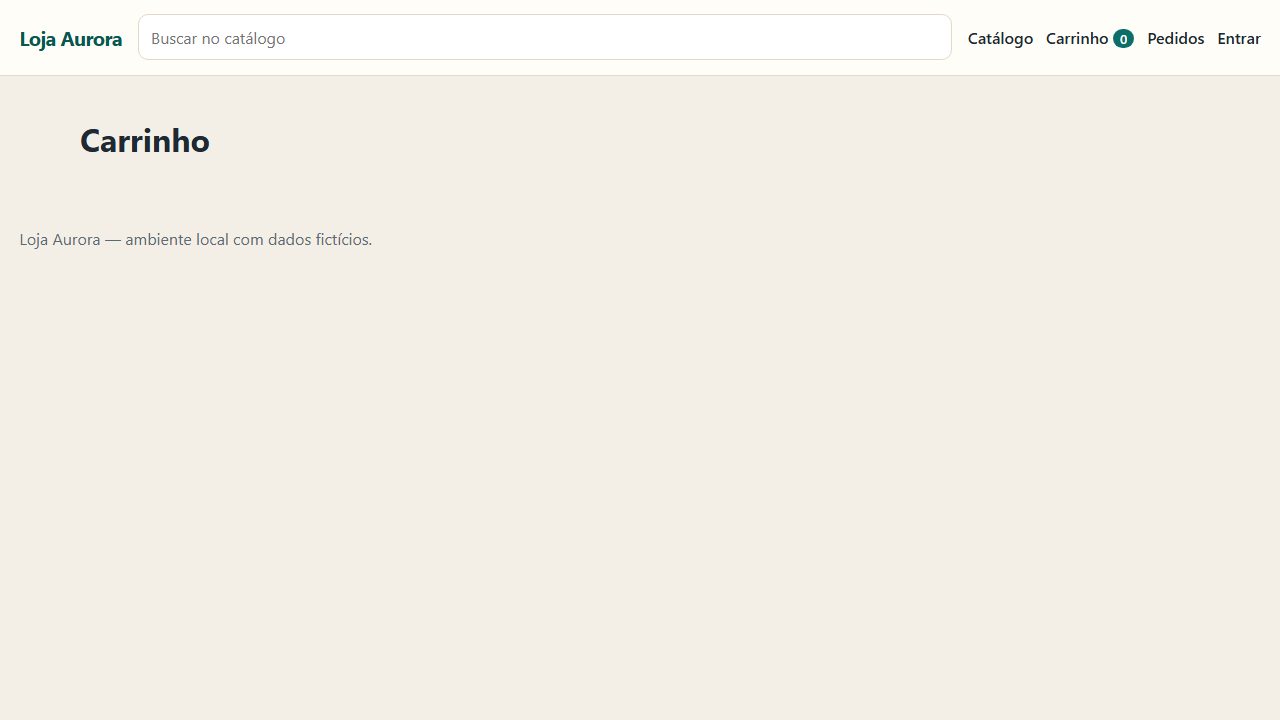 Loja Aurora
Buscar no catálogo
Catálogo
Carrinho 0
Pedidos
Entrar
Carrinho
Loja Aurora — ambiente local com dados fictícios.